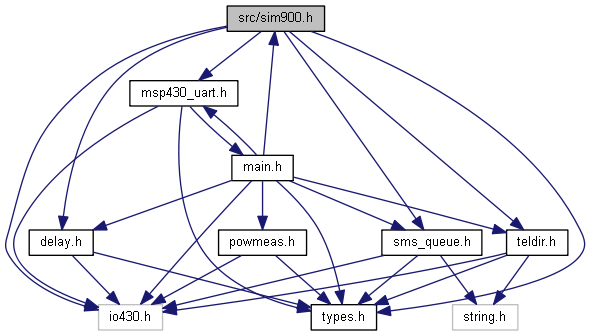 src/sim900.h
msp430_uart.h
main.h
delay.h
powmeas.h
sms_queue.h
teldir.h
io430.h
types.h
string.h